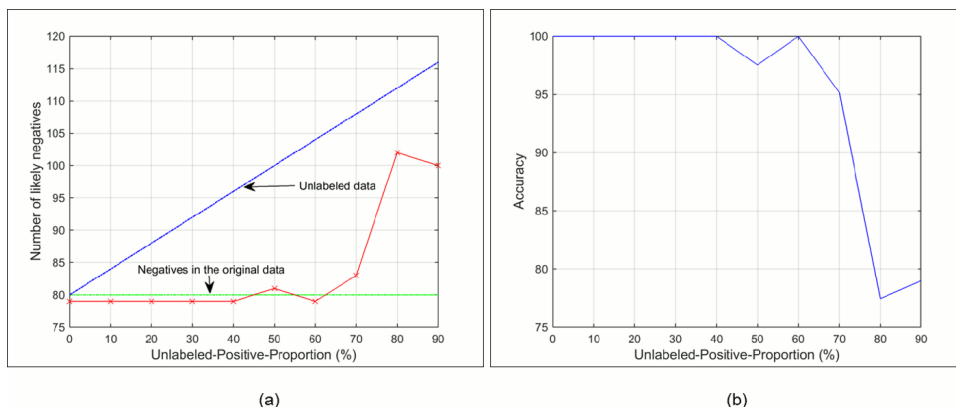 120
115
110
105
100
95
90
85
80
75
Number of likely negatives
Unlabeled data
Negatives in the original data
0 10 20 30 40 50 60 70 80 90
Unlabeled-Positive-Proportion (%)
(a)
100
95
90
85
80
75
Accuracy
0 10 20 30 40 50 60 70 80 90
Unlabeled-Positive-Proportion (%)
(b)